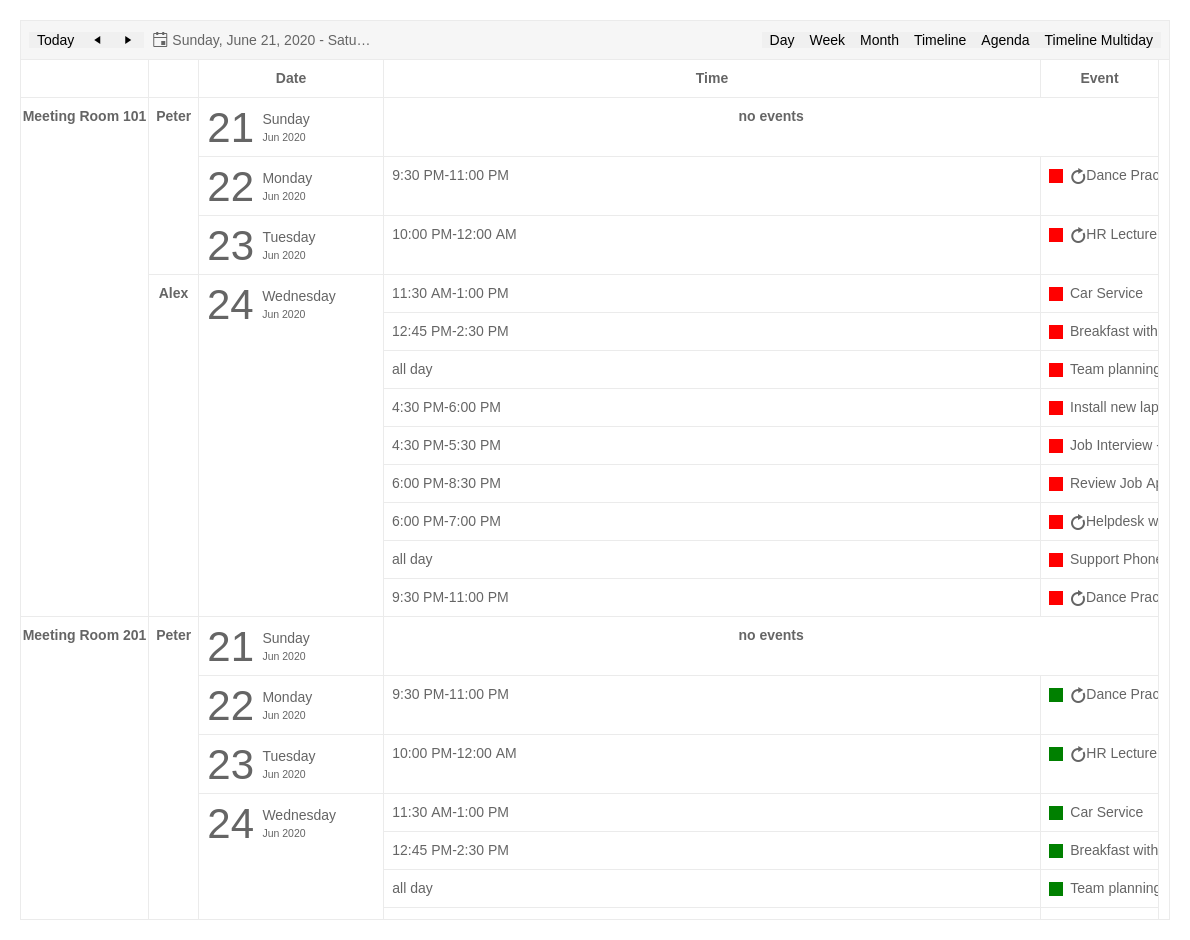 Today Sunday, June 21, 2020 - Satu… Day Week Month Timeline Agenda Timeline Multiday
Date Time Event
Meeting Room 101 Peter 21 Sunday no events
Jun 2020
22 Monday 9:30 PM-11:00 PM Dance Prac
Jun 2020
23 Tuesday 10:00 PM-12:00 AM HR Lecture
Jun 2020
Alex 24 Wednesday 11:30 AM-1:00 PM Car Service
Jun 2020
12:45 PM-2:30 PM Breakfast with
all day Team planning
4:30 PM-6:00 PM Install new lap
4:30 PM-5:30 PM Job Interview -
6:00 PM-8:30 PM Review Job Ap
6:00 PM-7:00 PM Helpdesk w
all day Support Phone
9:30 PM-11:00 PM Dance Prac
Meeting Room 201 Peter 21 Sunday no events
Jun 2020
22 Monday 9:30 PM-11:00 PM Dance Prac
Jun 2020
23 Tuesday 10:00 PM-12:00 AM HR Lecture
Jun 2020
24 Wednesday 11:30 AM-1:00 PM Car Service
Jun 2020
12:45 PM-2:30 PM Breakfast with
all day Team planning